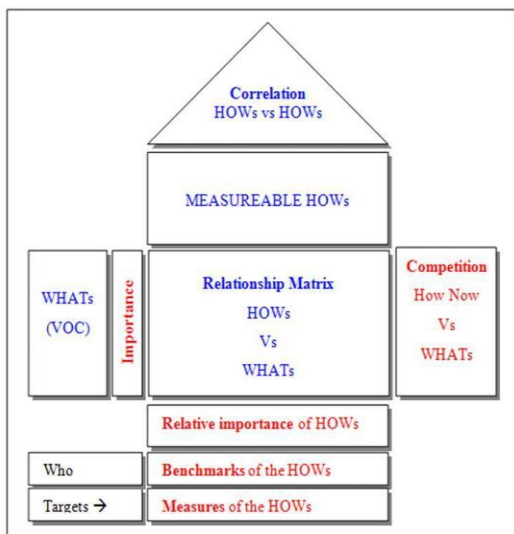 Correlation
HOWs vs HOWs
MEASUREABLE HOWs
WHATs
(VOC)
Importance
Relationship Matrix
HOWs
Vs
WHATs
Competition
How Now
Vs
WHATs
Relative importance of HOWs
Who
Benchmarks of the HOWs
Targets →
Measures of the HOWs